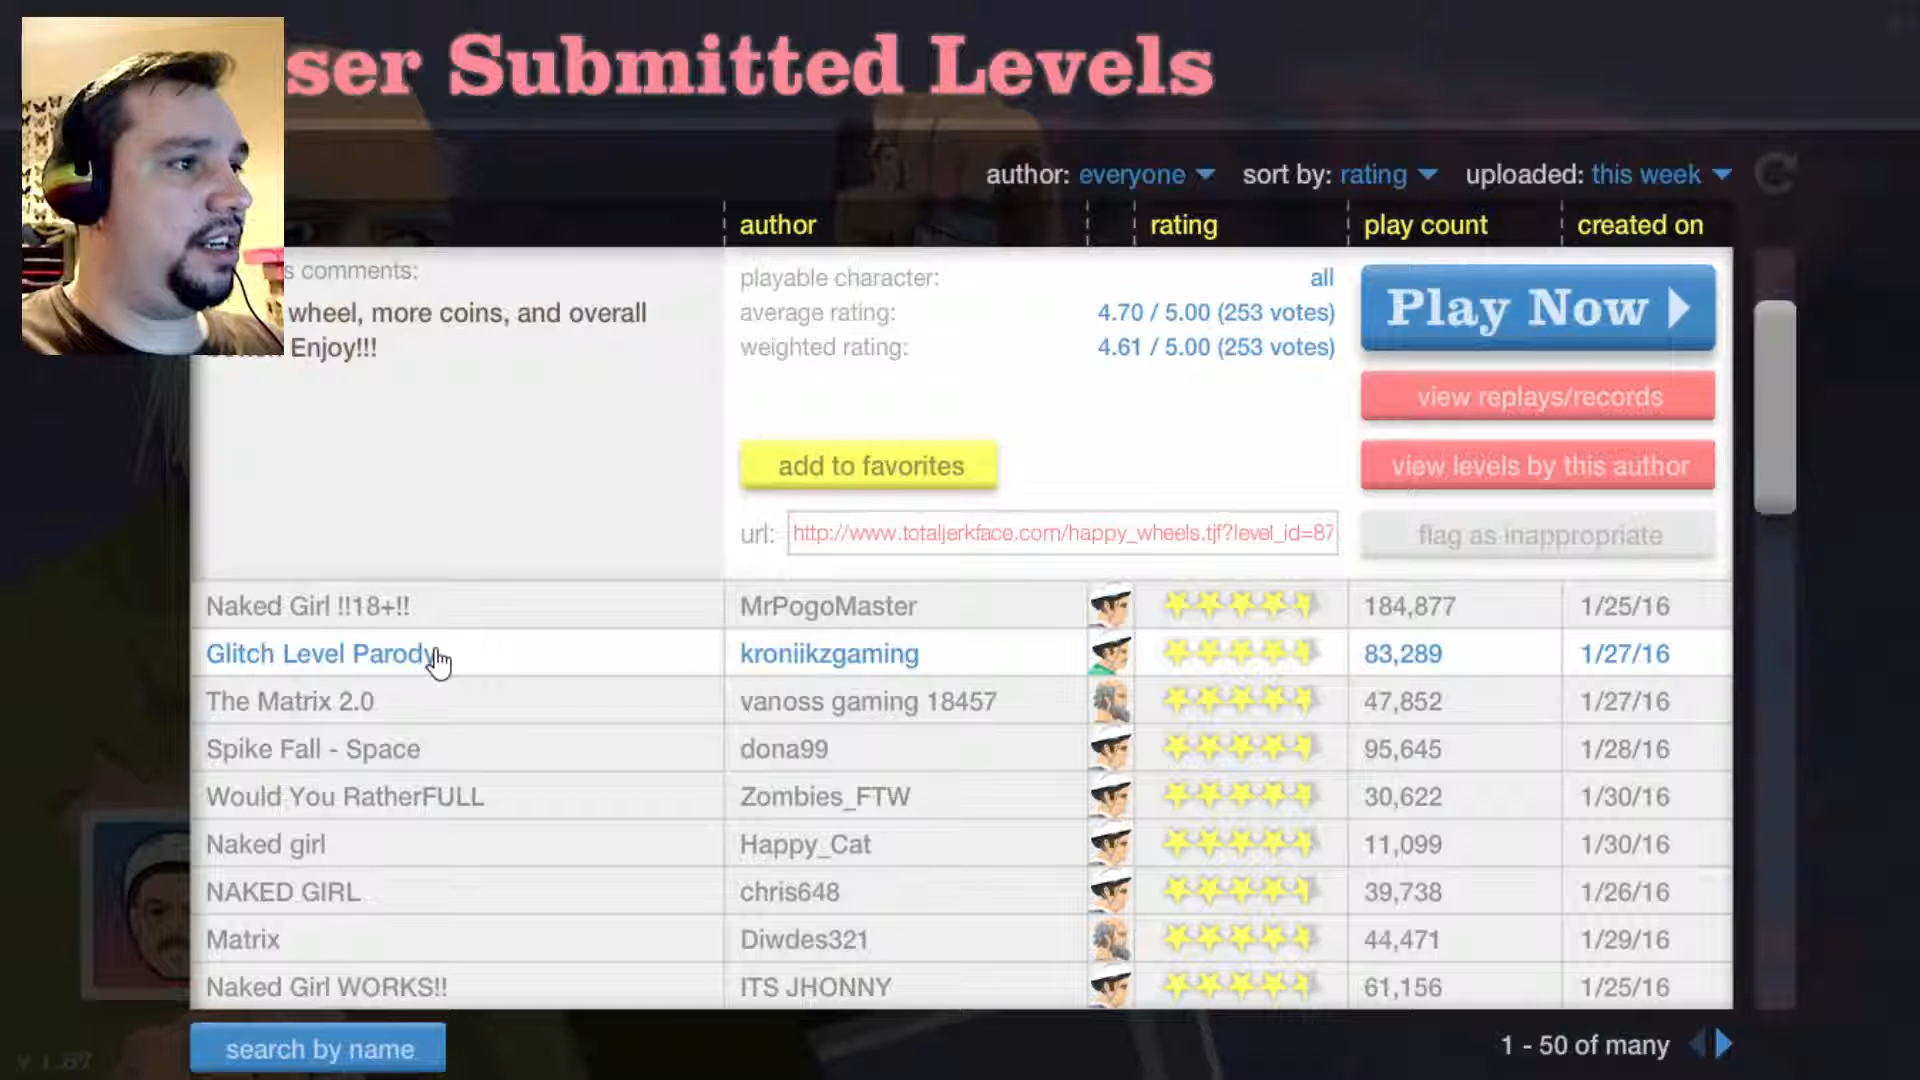 ser Submitted Levels
author: everyone sort by: rating uploaded: this week
author rating play count created on
s comments:
wheel, more coins, and overall
Enjoy!!!
playable character: all
average rating: 4.70 / 5.00 (253 votes)
weighted rating: 4.61 / 5.00 (253 votes)
Play Now
view replays/records
add to favorites
view levels by this author
url: http://www.totaljerkface.com/happy_wheels.tjf?level_id=87
flag as inappropriate
Naked Girl !!18+!! MrPogoMaster 184,877 1/25/16
Glitch Level Parody kroniikzgaming 83,289 1/27/16
The Matrix 2.0 vanoss gaming 18457 47,852 1/27/16
Spike Fall - Space dona99 95,645 1/28/16
Would You RatherFULL Zombies_FTW 30,622 1/30/16
Naked girl Happy_Cat 11,099 1/30/16
NAKED GIRL chris648 39,738 1/26/16
Matrix Diwdes321 44,471 1/29/16
Naked Girl WORKS!! ITS JHONNY 61,156 1/25/16
search by name
1 - 50 of many
v 1.87